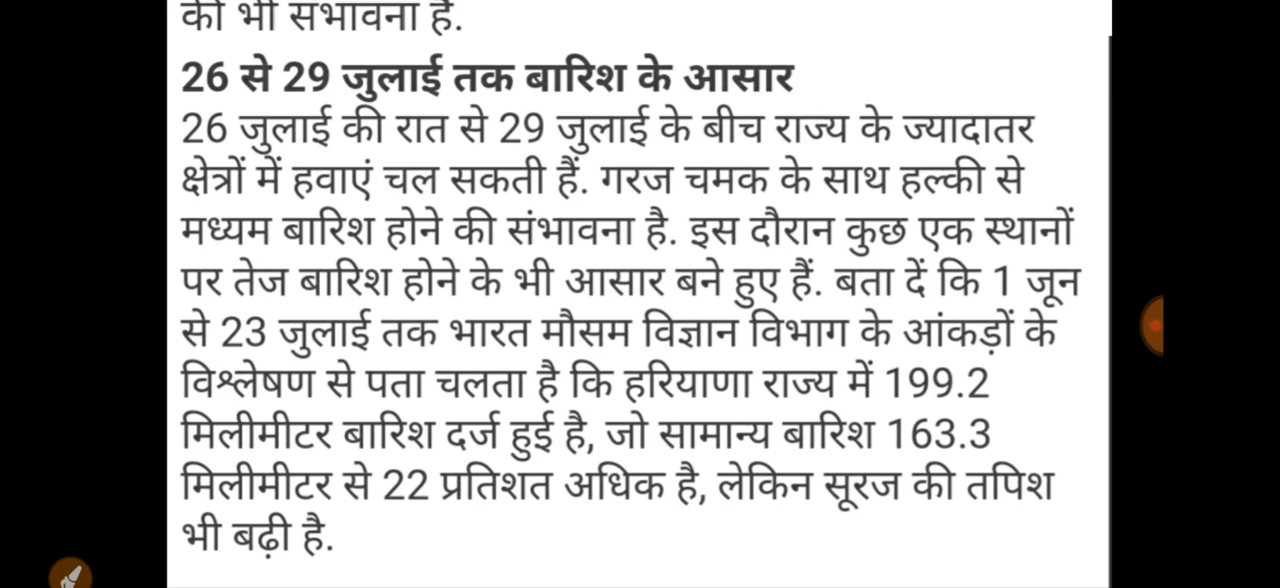 की भी संभावना है.
26 से 29 जुलाई तक बारिश के आसार
26 जुलाई की रात से 29 जुलाई के बीच राज्य के ज्यादातर
क्षेत्रों में हवाएं चल सकती हैं. गरज चमक के साथ हल्की से
मध्यम बारिश होने की संभावना है. इस दौरान कुछ एक स्थानों
पर तेज बारिश होने के भी आसार बने हुए हैं. बता दें कि 1 जून
से 23 जुलाई तक भारत मौसम विज्ञान विभाग के आंकड़ों के
विश्लेषण से पता चलता है कि हरियाणा राज्य में 199.2
मिलीमीटर बारिश दर्ज हुई है, जो सामान्य बारिश 163.3
मिलीमीटर से 22 प्रतिशत अधिक है, लेकिन सूरज की तपिश
भी बढ़ी है.